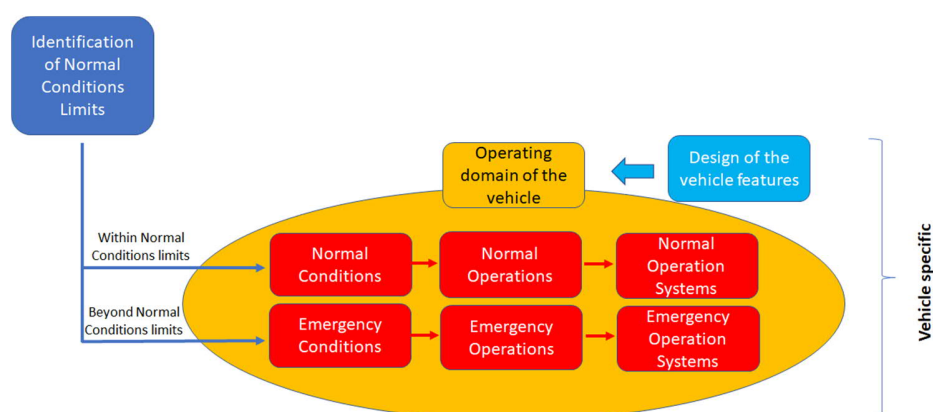 Identification
of Normal
Conditions
Limits
Operating
domain of the
vehicle
Design of the
vehicle features
Within Normal
Conditions limits
Normal
Conditions
Normal
Operations
Normal
Operation
Systems
Beyond Normal
Conditions limits
Emergency
Conditions
Emergency
Operations
Emergency
Operation
Systems
Vehicle specific